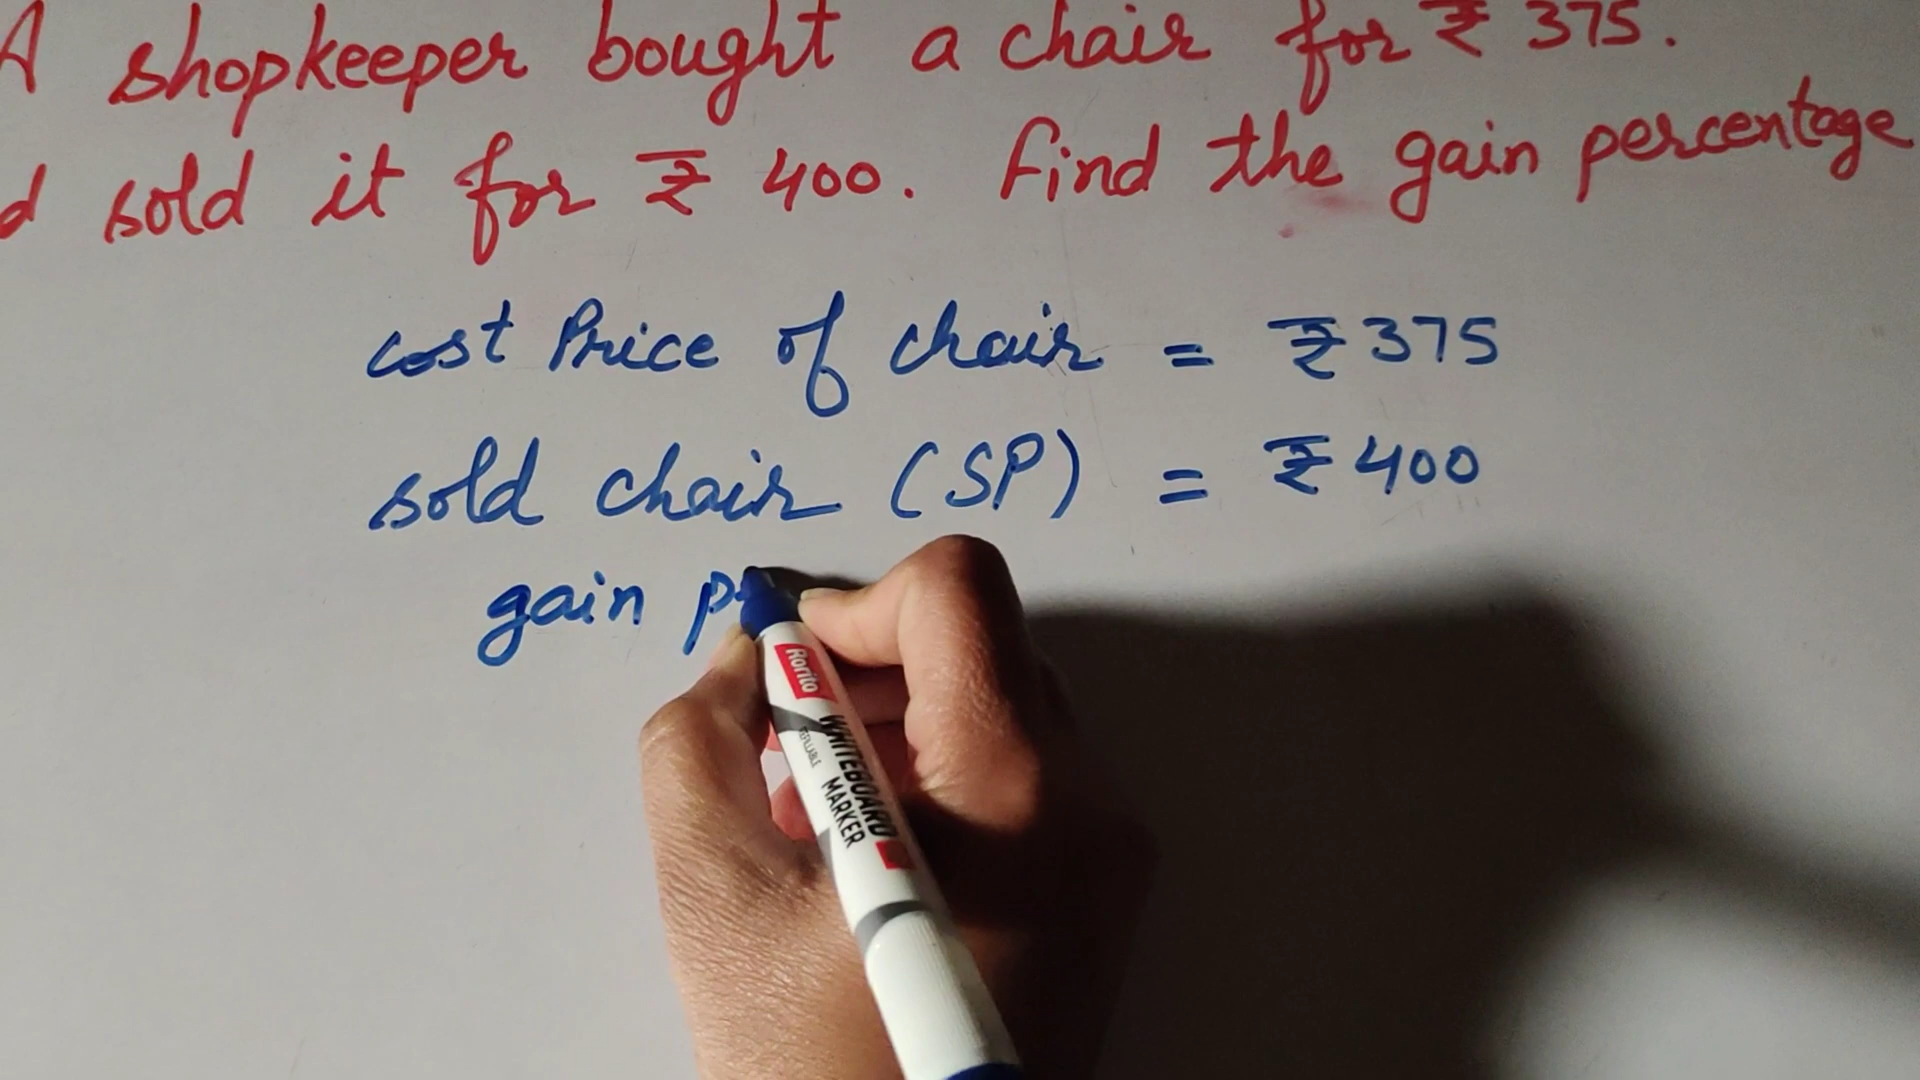 A shopkeeper bought a chair for ₹ 375.
d sold it for ₹ 400. Find the gain percentage
cost Price of chair = ₹ 375
sold chair (SP) = ₹ 400
gain
Rorito
WHITEBOARD
REFILLABLE MARKER